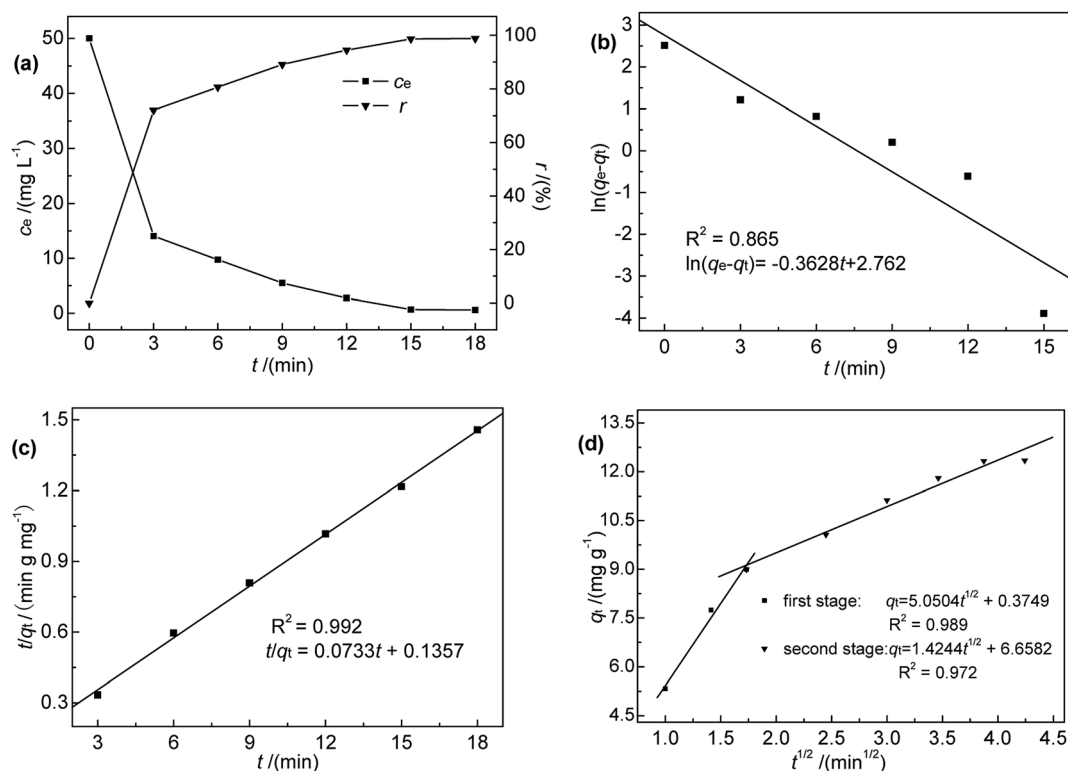 (a)
50
40
30
20
10
0
cₑ /(mg L⁻¹)
100
80
60
40
20
0
r /(%)
cₑ
r
0 3 6 9 12 15 18
t /(min)
(b)
3
2
1
0
-1
-2
-3
-4
ln(qₑ-qₜ)
R² = 0.865
ln(qₑ-qₜ)= -0.3628t+2.762
0 3 6 9 12 15
t /(min)
(c)
1.5
1.2
0.9
0.6
0.3
t/qₜ / (min g mg⁻¹)
R² = 0.992
t/qₜ = 0.0733t + 0.1357
3 6 9 12 15 18
t /(min)
(d)
13.5
12.0
10.5
9.0
7.5
6.0
4.5
qₜ /(mg g⁻¹)
first stage: qₜ=5.0504t¹/² + 0.3749
R² = 0.989
second stage:qₜ=1.4244t¹/² + 6.6582
R² = 0.972
1.0 1.5 2.0 2.5 3.0 3.5 4.0 4.5
t¹/² /(min¹/²)